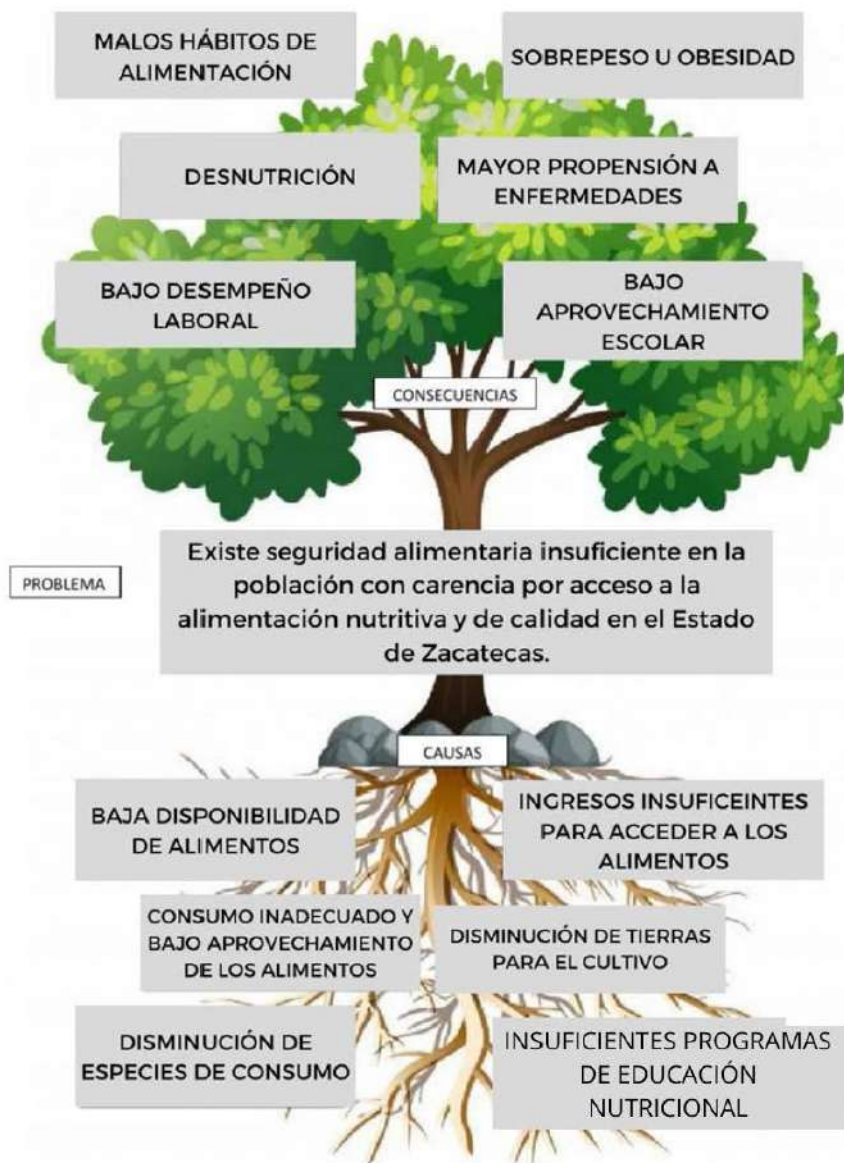 MALOS HÁBITOS DE
ALIMENTACIÓN
SOBREPESO U OBESIDAD
DESNUTRICIÓN
MAYOR PROPENSIÓN A
ENFERMEDADES
BAJO DESEMPEÑO
LABORAL
BAJO
APROVECHAMIENTO
ESCOLAR
CONSECUENCIAS
PROBLEMA
Existe seguridad alimentaria insuficiente en la
población con carencia por acceso a la
alimentación nutritiva y de calidad en el Estado
de Zacatecas.
CAUSAS
BAJA DISPONIBILIDAD
DE ALIMENTOS
INGRESOS INSUFICEINTES
PARA ACCEDER A LOS
ALIMENTOS
CONSUMO INADECUADO Y
BAJO APROVECHAMIENTO
DE LOS ALIMENTOS
DISMINUCIÓN DE TIERRAS
PARA EL CULTIVO
DISMINUCIÓN DE
ESPECIES DE CONSUMO
INSUFICIENTES PROGRAMAS
DE EDUCACIÓN
NUTRICIONAL